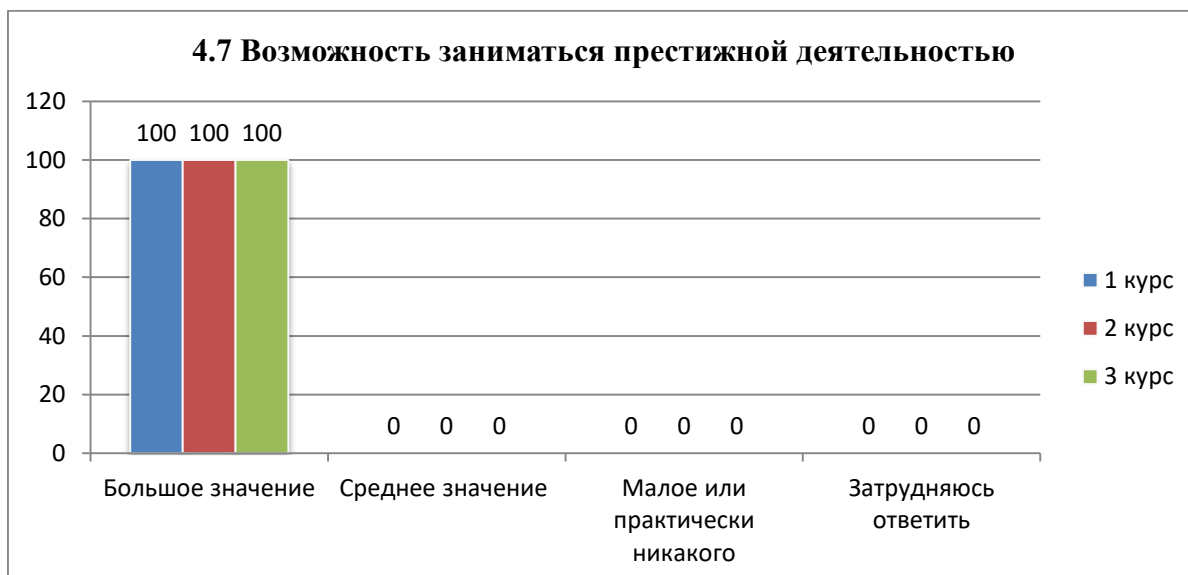 4.7 Возможность заниматься престижной деятельностью
120
100
80
60
40
20
0
100 100 100
0 0 0
0 0 0
0 0 0
Большое значение
Среднее значение
Малое или
практически
никакого
Затрудняюсь
ответить
1 курс
2 курс
3 курс